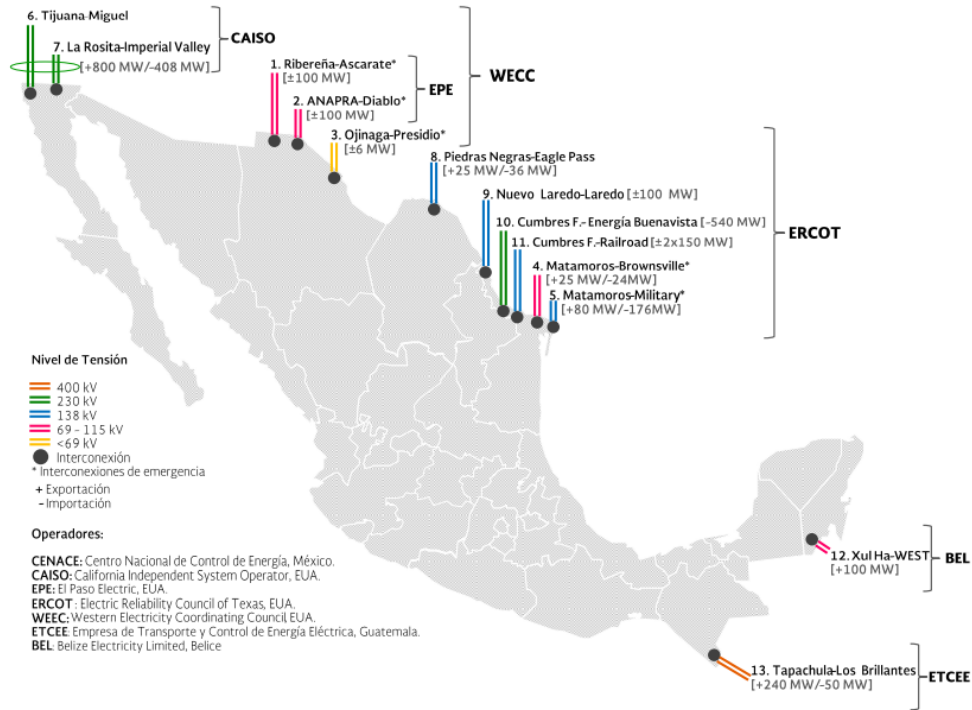 6. Tijuana-Miguel
CAISO
7. La Rosita-Imperial Valley
[+800 MW/-408 MW]
1. Ribereña-Ascarate*
[±100 MW]
2. ANAPRA-Diablo*
[±100 MW]
EPE
WECC
3. Ojinaga-Presidio*
[±6 MW]
8. Piedras Negras-Eagle Pass
[+25 MW/-36 MW]
9. Nuevo Laredo-Laredo [±100 MW]
10. Cumbres F.-Energía Buenavista [-540 MW]
11. Cumbres F.-Railroad [±2x150 MW]
ERCOT
4. Matamoros-Brownsville*
[+25 MW/-24MW]
5. Matamoros-Military*
[+80 MW/-176MW]
Nivel de Tensión
400 kV
230 kV
138 kV
69 - 115 kV
<69 kV
Interconexión
* Interconexiones de emergencia
+ Exportación
- Importación
Operadores:
CENACE: Centro Nacional de Control de Energía, México.
CAISO: California Independent System Operator, EUA.
EPE: El Paso Electric, EUA.
ERCOT : Electric Reliability Council of Texas, EUA.
WEEC: Western Electricity Coordinating Council, EUA.
ETCEE: Empresa de Transporte y Control de Energía Eléctrica, Guatemala.
BEL: Belize Electricity Limited, Belice
12. Xul Ha-WEST
[+100 MW]
BEL
13. Tapachula-Los Brillantes
[+240 MW/-50 MW]
ETCEE